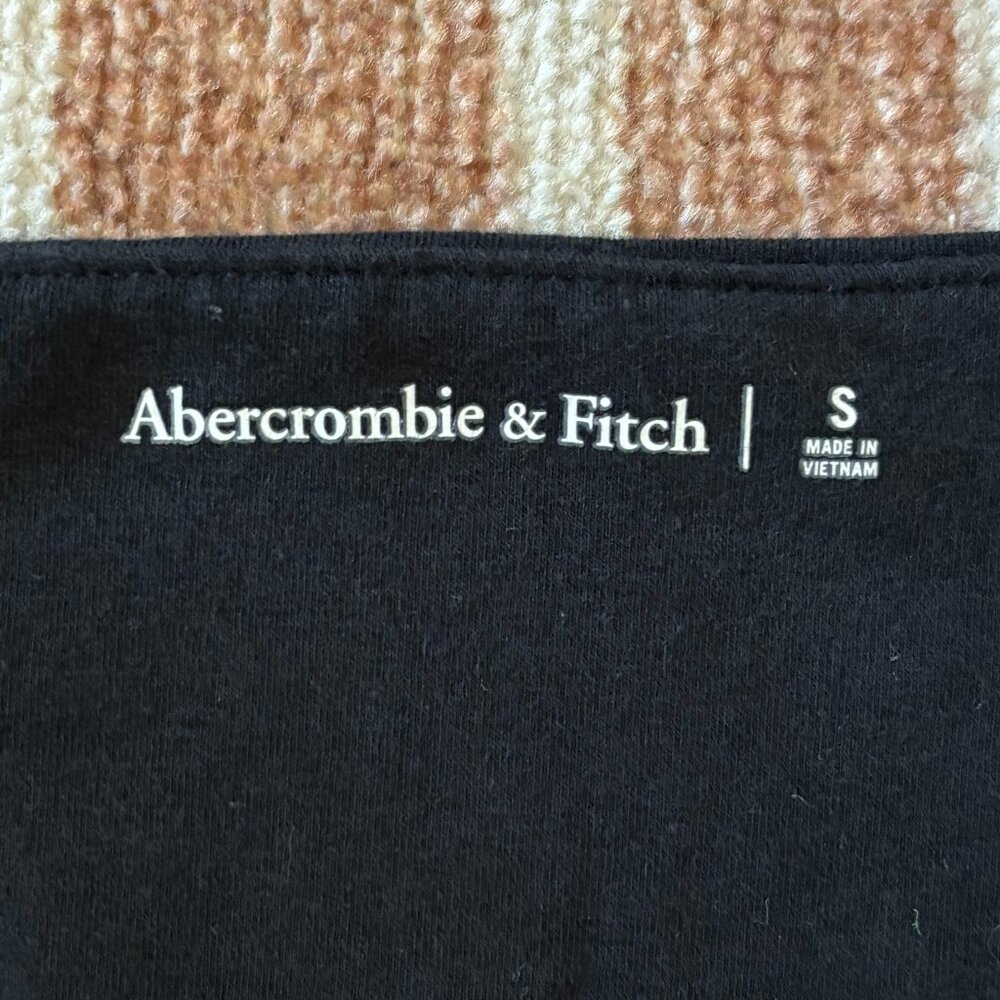 Abercrombie & Fitch | S
MADE IN
VIETNAM